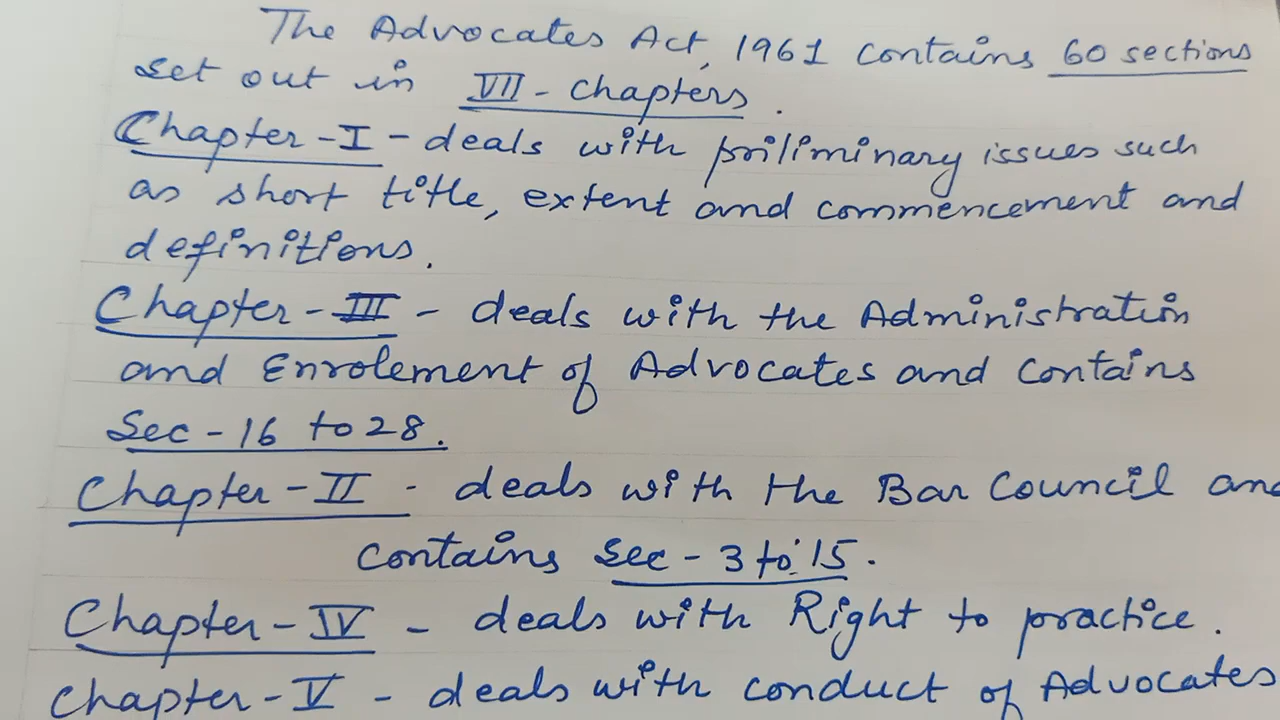 The Advocates Act, 1961 contains 60 sections
set out in VII - chapters.
Chapter-I - deals with priliminary issues such
as short title, extent and commencement and
definitions.
Chapter-III - deals with the Administration
and Enrolement of Advocates and Contains
Sec-16 to 28.
Chapter-II - deals with the Bar Council and
contains Sec-3 to 15.
Chapter-IV - deals with Right to practice.
Chapter-V - deals with conduct of Advocates